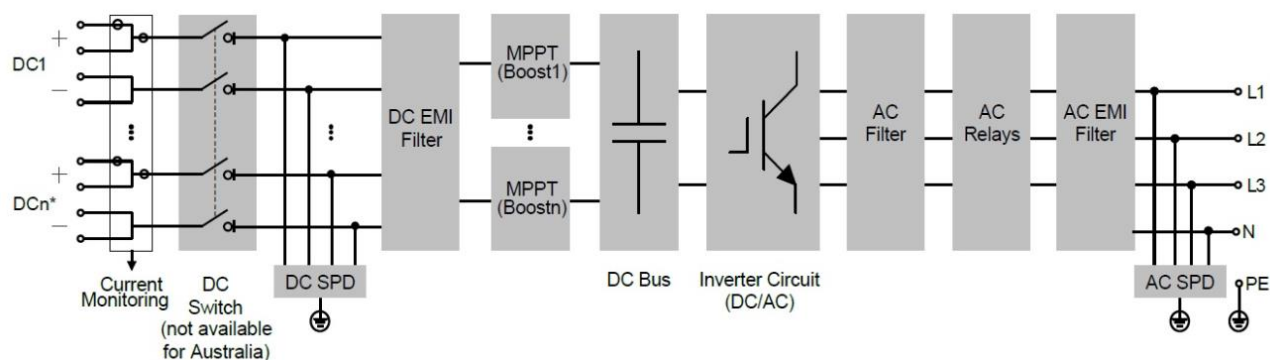 DC1
+
−
DCn*
+
−
Current
Monitoring
DC
Switch
(not available
for Australia)
DC SPD
DC EMI
Filter
MPPT
(Boost1)
MPPT
(Boostn)
DC Bus
Inverter Circuit
(DC/AC)
AC
Filter
AC
Relays
AC EMI
Filter
L1
L2
L3
N
AC SPD
PE